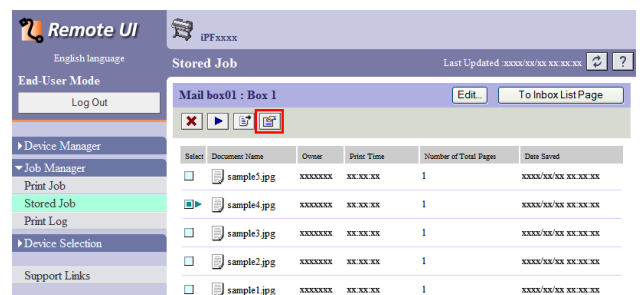 Remote UI
iPFxxxx
English language
Stored Job
Last Updated :xxxx/xx/xx xx:xx:xx
?
End-User Mode
Log Out
Mail box01 : Box 1
Edit...
To Inbox List Page
Device Manager
Select Document Name Owner Print Time Number of Total Pages Date Saved
Job Manager
sample5.jpg xxxxxxx xx:xx:xx 1 xxxx/xx/xx xx:xx:xx
Print Job
Stored Job
sample4.jpg xxxxxxx xx:xx:xx 1 xxxx/xx/xx xx:xx:xx
Print Log
sample3.jpg xxxxxxx xx:xx:xx 1 xxxx/xx/xx xx:xx:xx
Device Selection
sample2.jpg xxxxxxx xx:xx:xx 1 xxxx/xx/xx xx:xx:xx
Support Links
sample1.jpg xxxxxxx xx:xx:xx 1 xxxx/xx/xx xx:xx:xx